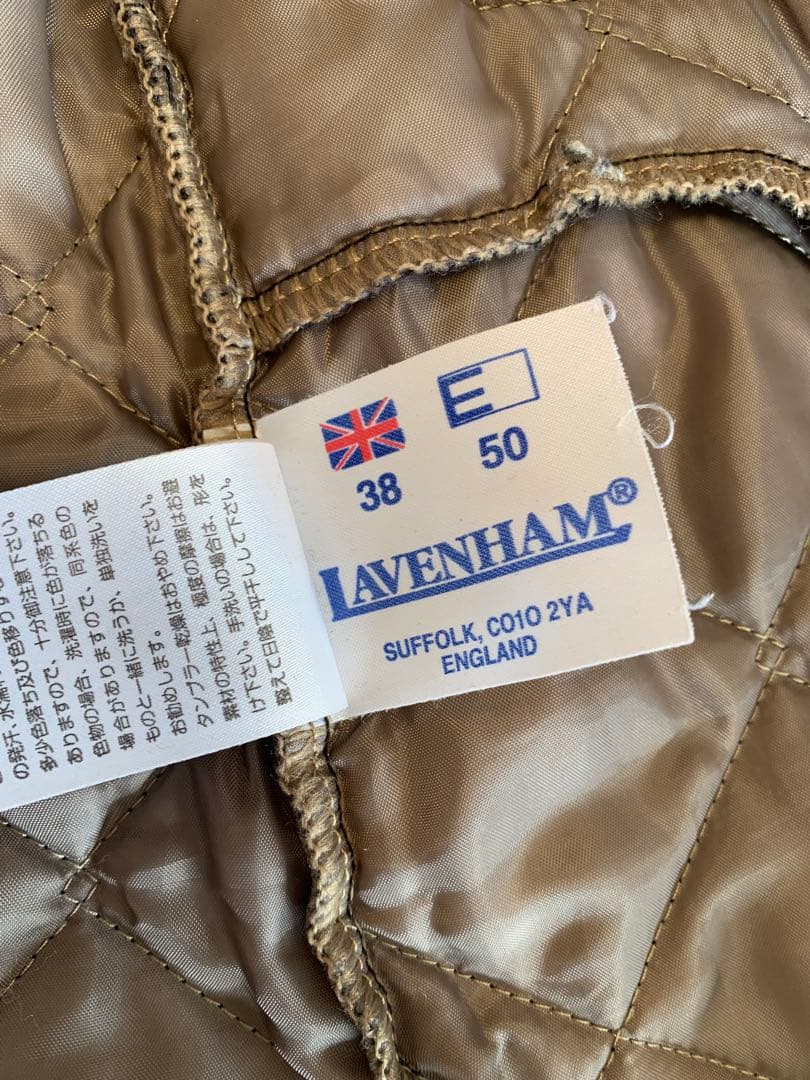 E
38
50
LAVENHAM®
SUFFOLK, CO10 2YA
ENGLAND
の発汗、水濡
多少色落ち及び色移りする
ありますので、十分御注意下さい。
色物の場合、洗濯時に色が落ちる
場合がありますので、同系色の
ものと一緒に洗うか、単独洗いを
お勧めします。
タンブラー乾燥はおやめ下さい。
素材の特性上、極度の摩擦はお避
け下さい。手洗いの場合は、形を
整えて日陰で平干しして下さい。